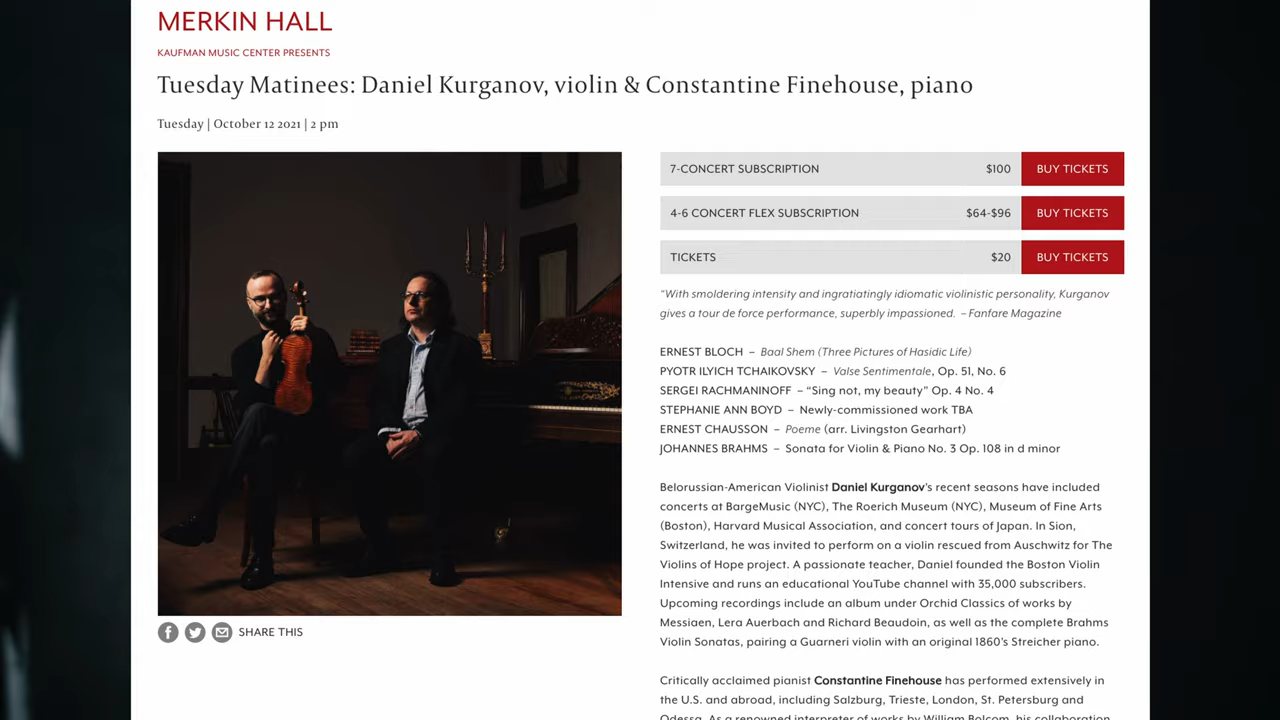 MERKIN HALL
KAUFMAN MUSIC CENTER PRESENTS
Tuesday Matinees: Daniel Kurganov, violin & Constantine Finehouse, piano
Tuesday | October 12 2021 | 2 pm
7-CONCERT SUBSCRIPTION $100 BUY TICKETS
4-6 CONCERT FLEX SUBSCRIPTION $64-$96 BUY TICKETS
TICKETS $20 BUY TICKETS
“With smoldering intensity and ingratiatingly idiomatic violinistic personality, Kurganov
gives a tour de force performance, superbly impassioned. – Fanfare Magazine
ERNEST BLOCH – Baal Shem (Three Pictures of Hasidic Life)
PYOTR ILYICH TCHAIKOVSKY – Valse Sentimentale, Op. 51, No. 6
SERGEI RACHMANINOFF – “Sing not, my beauty” Op. 4 No. 4
STEPHANIE ANN BOYD – Newly-commissioned work TBA
ERNEST CHAUSSON – Poeme (arr. Livingston Gearhart)
JOHANNES BRAHMS – Sonata for Violin & Piano No. 3 Op. 108 in d minor
Belorussian-American Violinist Daniel Kurganov’s recent seasons have included
concerts at BargeMusic (NYC), The Roerich Museum (NYC), Museum of Fine Arts
(Boston), Harvard Musical Association, and concert tours of Japan. In Sion,
Switzerland, he was invited to perform on a violin rescued from Auschwitz for The
Violins of Hope project. A passionate teacher, Daniel founded the Boston Violin
Intensive and runs an educational YouTube channel with 35,000 subscribers.
Upcoming recordings include an album under Orchid Classics of works by
Messiaen, Lera Auerbach and Richard Beaudoin, as well as the complete Brahms
Violin Sonatas, pairing a Guarneri violin with an original 1860’s Streicher piano.
Critically acclaimed pianist Constantine Finehouse has performed extensively in
the U.S. and abroad, including Salzburg, Trieste, London, St. Petersburg and
Odessa. As a renowned interpreter of works by William Bolcom, his collaboration
SHARE THIS